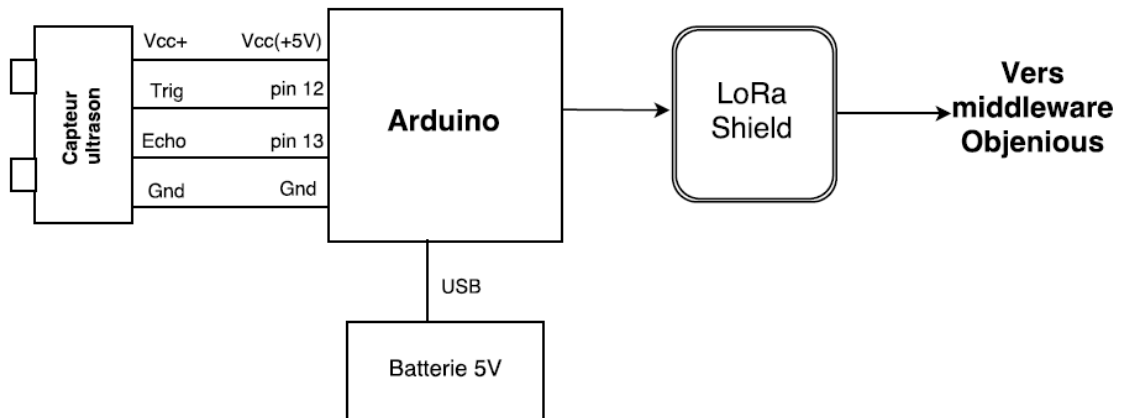 Capteur
ultrason
Vcc+
Vcc(+5V)
Trig
pin 12
Echo
pin 13
Gnd
Gnd
Arduino
USB
Batterie 5V
LoRa
Shield
Vers
middleware
Objenious